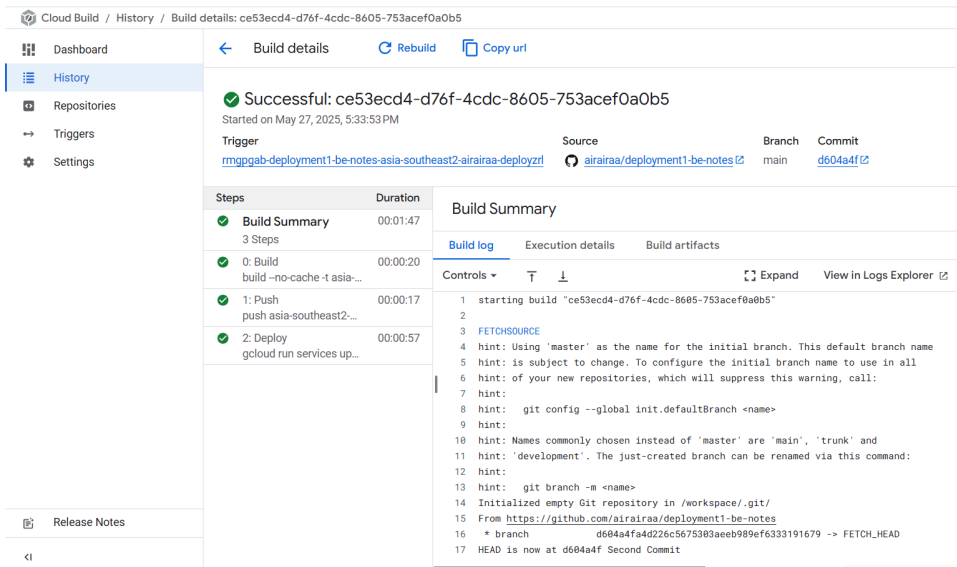 Cloud Build / History / Build details: ce53ecd4-d76f-4cdc-8605-753acef0a0b5
Dashboard
History
Repositories
Triggers
Settings
Release Notes
Build details
Rebuild
Copy url
Successful: ce53ecd4-d76f-4cdc-8605-753acef0a0b5
Started on May 27, 2025, 5:33:53 PM
Trigger
rmgpgab-deployment1-be-notes-asia-southeast2-airairaa-deployzrl
Source
airairaa/deployment1-be-notes
Branch
main
Commit
d604a4f
Steps Duration
Build Summary 00:01:47
3 Steps
0: Build 00:00:20
build --no-cache -t asia-...
1: Push 00:00:17
push asia-southeast2-...
2: Deploy 00:00:57
gcloud run services up...
Build Summary
Build log Execution details Build artifacts
Controls Expand View in Logs Explorer
1 starting build "ce53ecd4-d76f-4cdc-8605-753acef0a0b5"
2
3 FETCHSOURCE
4 hint: Using 'master' as the name for the initial branch. This default branch name
5 hint: is subject to change. To configure the initial branch name to use in all
6 hint: of your new repositories, which will suppress this warning, call:
7 hint:
8 hint: git config --global init.defaultBranch <name>
9 hint:
10 hint: Names commonly chosen instead of 'master' are 'main', 'trunk' and
11 hint: 'development'. The just-created branch can be renamed via this command:
12 hint:
13 hint: git branch -m <name>
14 Initialized empty Git repository in /workspace/.git/
15 From https://github.com/airairaa/deployment1-be-notes
16 * branch d604a4fa4d226c5675303aeeb989ef6333191679 -> FETCH_HEAD
17 HEAD is now at d604a4f Second Commit